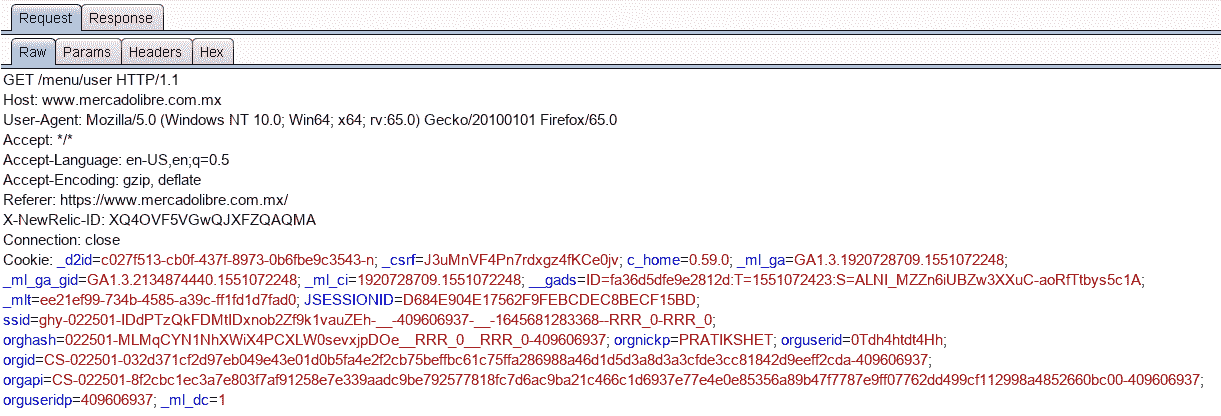 Request Response
Raw Params Headers Hex
GET /menu/user HTTP/1.1
Host: www.mercadolibre.com.mx
User-Agent: Mozilla/5.0 (Windows NT 10.0; Win64; x64; rv:65.0) Gecko/20100101 Firefox/65.0
Accept: */*
Accept-Language: en-US,en;q=0.5
Accept-Encoding: gzip, deflate
Referer: https://www.mercadolibre.com.mx/
X-NewRelic-ID: XQ4OVF5VGwQJXFZQAQMA
Connection: close
Cookie: _d2id=c027f513-cb0f-437f-8973-0b6fbe9c3543-n; _csrf=J3uMnVF4Pn7rdxgz4fKCe0jv; c_home=0.59.0; _ml_ga=GA1.3.1920728709.1551072248;
_ml_ga_gid=GA1.3.2134874440.1551072248; _ml_ci=1920728709.1551072248; __gads=ID=fa36d5dfe9e2812d:T=1551072423:S=ALNI_MZZn6iUBZw3XXuC-aoRfTtbys5c1A;
_mlt=ee21ef99-734b-4585-a39c-ff1fd1d7fad0; JSESSIONID=D684E904E17562F9FEBCDEC8BECF15BD;
ssid=ghy-022501-IDdPTzQkFDMtIDxnob2Zf9k1vauZEh-__-409606937-__-1645681283368--RRR_0-RRR_0;
orghash=022501-MLMqCYN1NhXWiX4PCXLW0sevxjpDOe__RRR_0__RRR_0-409606937; orgnickp=PRATIKSHET; orguserid=0Tdh4htdt4Hh;
orgid=CS-022501-032d371cf2d97eb049e43e01d0b5fa4e2f2cb75beffbc61c75ffa286988a46d1d5d3a8d3a3cfde3cc81842d9eeff2cda-409606937;
orgapi=CS-022501-8f2cbc1ec3a7e803f7af91258e7e339aadc9be792577818fc7d6ac9ba21c466c1d6937e77e4e0e85356a89b47f7787e9ff07762dd499cf112998a4852660bc00-409606937;
orguseridp=409606937; _ml_dc=1